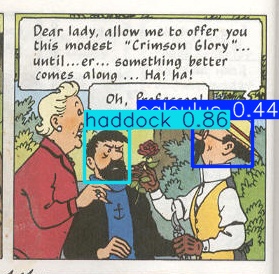 Dear lady, allow me to offer you
this modest "Crimson Glory"...
until...er... something better
comes along... Ha! ha!
Oh,
calculus 0.44
haddock 0.86